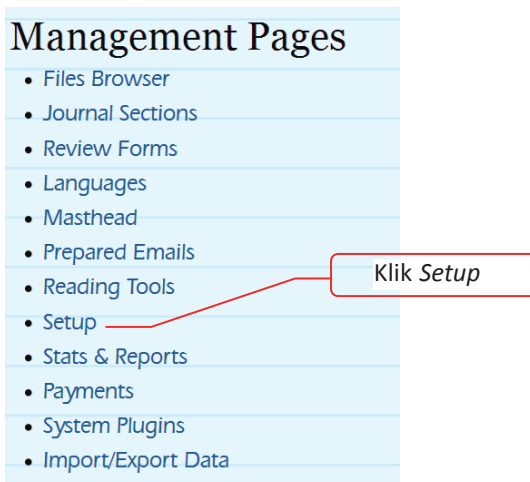 Management Pages
Files Browser
Journal Sections
Review Forms
Languages
Masthead
Prepared Emails
Reading Tools
Setup
Stats & Reports
Payments
System Plugins
Import/Export Data
Klik Setup